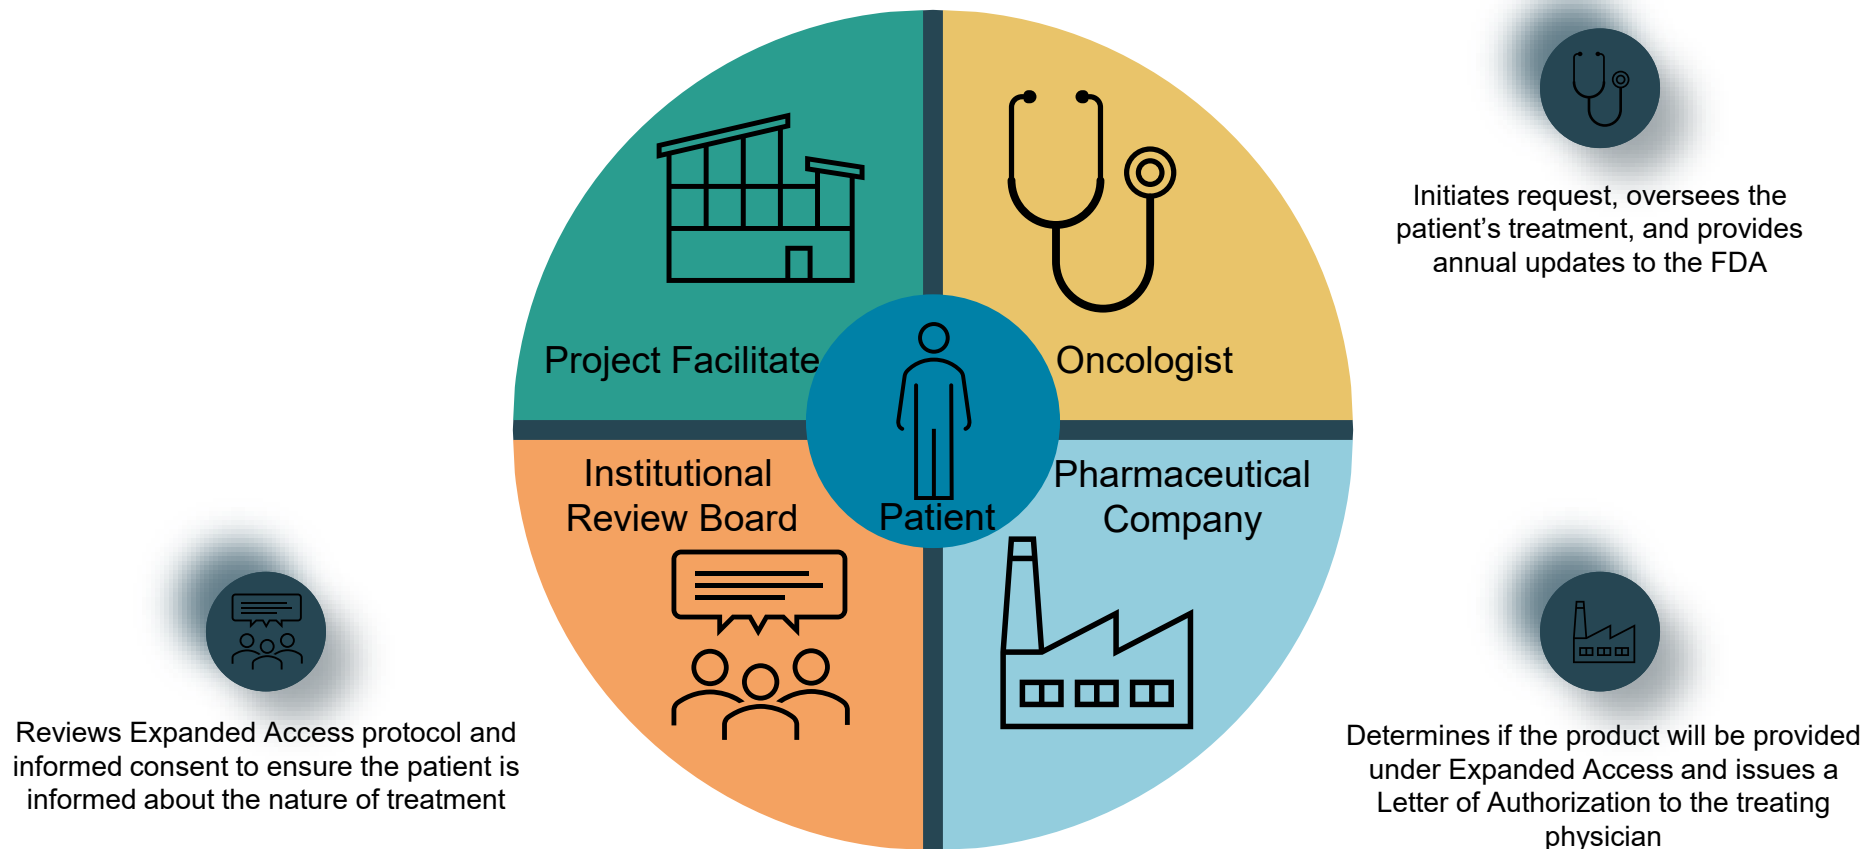 Initiates request, oversees the
patient’s treatment, and provides
annual updates to the FDA
Project Facilitate
Oncologist
Institutional
Review Board
Patient
Pharmaceutical
Company
Reviews Expanded Access protocol and
informed consent to ensure the patient is
informed about the nature of treatment
Determines if the product will be provided
under Expanded Access and issues a
Letter of Authorization to the treating
physician